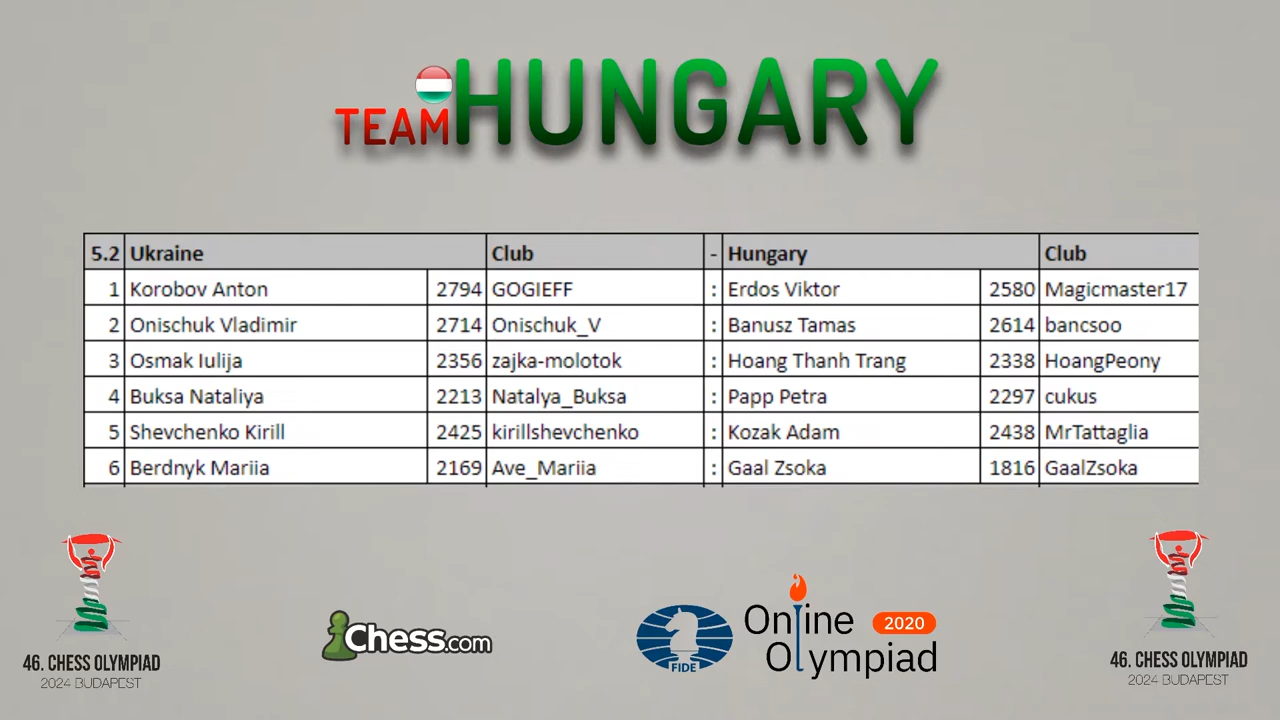 TEAM HUNGARY
5.2 Ukraine Club - Hungary Club
1 Korobov Anton 2794 GOGIEFF : Erdos Viktor 2580 Magicmaster17
2 Onischuk Vladimir 2714 Onischuk_V : Banusz Tamas 2614 bancsoo
3 Osmak Iulija 2356 zajka-molotok : Hoang Thanh Trang 2338 HoangPeony
4 Buksa Nataliya 2213 Natalya_Buksa : Papp Petra 2297 cukus
5 Shevchenko Kirill 2425 kirillshevchenko : Kozak Adam 2438 MrTattaglia
6 Berdnyk Mariia 2169 Ave_Mariia : Gaal Zsoka 1816 GaalZsoka
46. CHESS OLYMPIAD
2024 BUDAPEST
Chess.com
FIDE
Online 2020
Olympiad
46. CHESS OLYMPIAD
2024 BUDAPEST